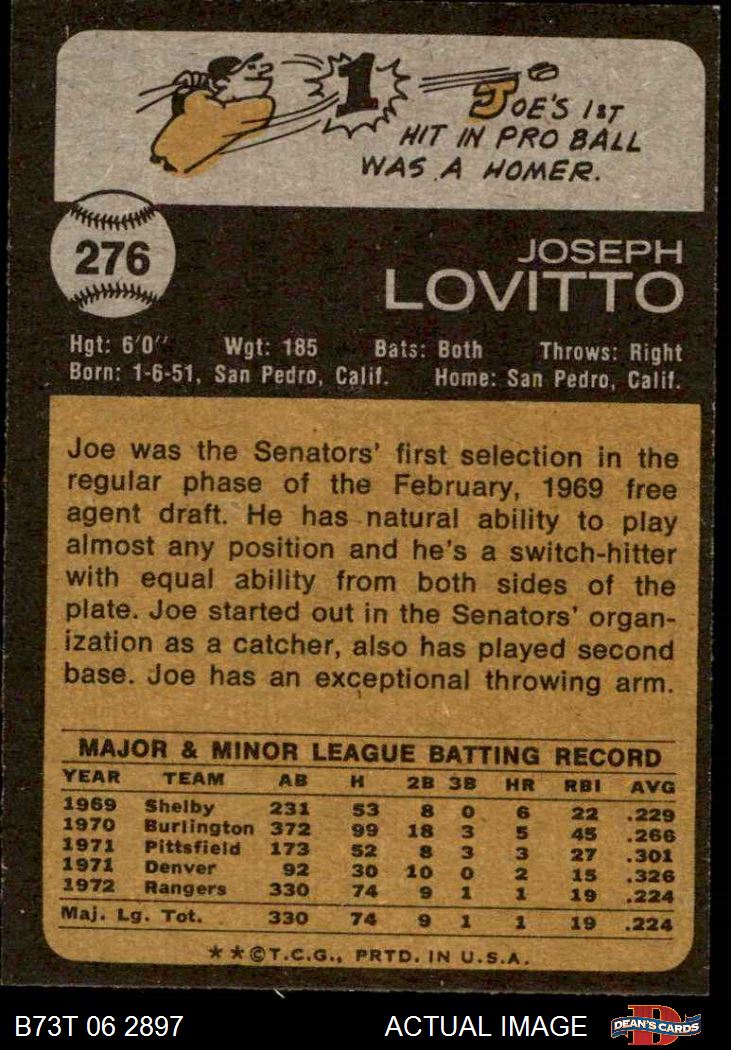 1
JOE'S 1ST
HIT IN PRO BALL
WAS A HOMER.
276
JOSEPH
LOVITTO
Hgt: 6'0" Wgt: 185 Bats: Both Throws: Right
Born: 1-6-51, San Pedro, Calif. Home: San Pedro, Calif.
Joe was the Senators' first selection in the
regular phase of the February, 1969 free
agent draft. He has natural ability to play
almost any position and he's a switch-hitter
with equal ability from both sides of the
plate. Joe started out in the Senators' organ-
ization as a catcher, also has played second
base. Joe has an exceptional throwing arm.
MAJOR & MINOR LEAGUE BATTING RECORD
YEAR TEAM AB H 2B 3B HR RBI AVG
1969 Shelby 231 53 8 0 6 22 .229
1970 Burlington 372 99 18 3 5 45 .266
1971 Pittsfield 173 52 8 3 3 27 .301
1971 Denver 92 30 10 0 2 15 .326
1972 Rangers 330 74 9 1 1 19 .224
Maj. Lg. Tot. 330 74 9 1 1 19 .224
**©T.C.G., PRTD. IN U.S.A.
B73T 06 2897 ACTUAL IMAGE DEAN'S CARDS